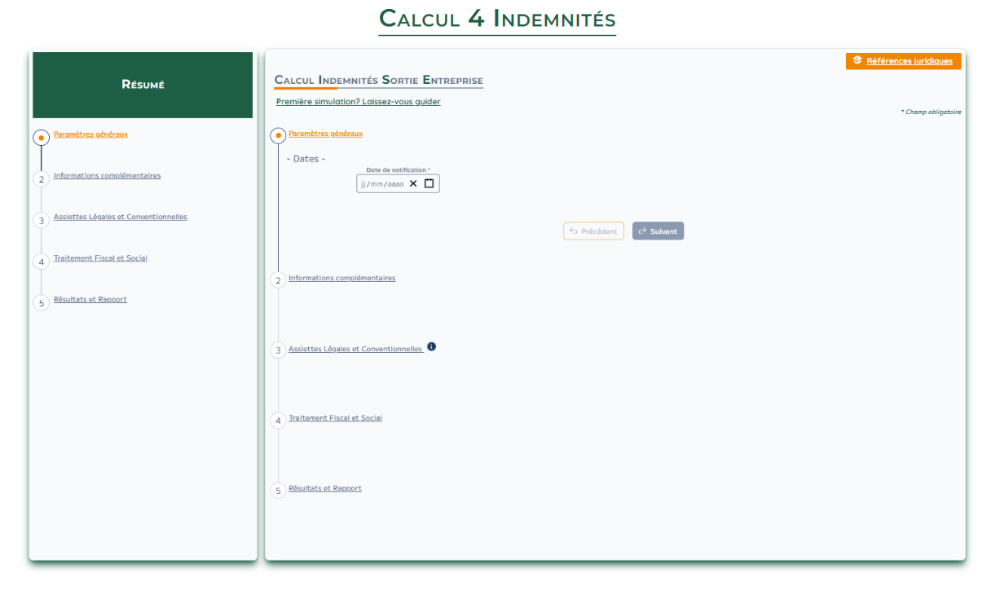 Calcul 4 Indemnités
Résumé
Paramètres généraux
2 Informations complémentaires
3 Assiettes Légales et Conventionnelles
4 Traitement Fiscal et Social
5 Résultats et Rapport
Références juridiques
Calcul Indemnités Sortie Entreprise
Première simulation? Laissez-vous guider
* Champ obligatoire
Paramètres généraux
- Dates -
Date de notification *
jj/mm/aaaa
Précédent
Suivant
2 Informations complémentaires
3 Assiettes Légales et Conventionnelles
4 Traitement Fiscal et Social
5 Résultats et Rapport